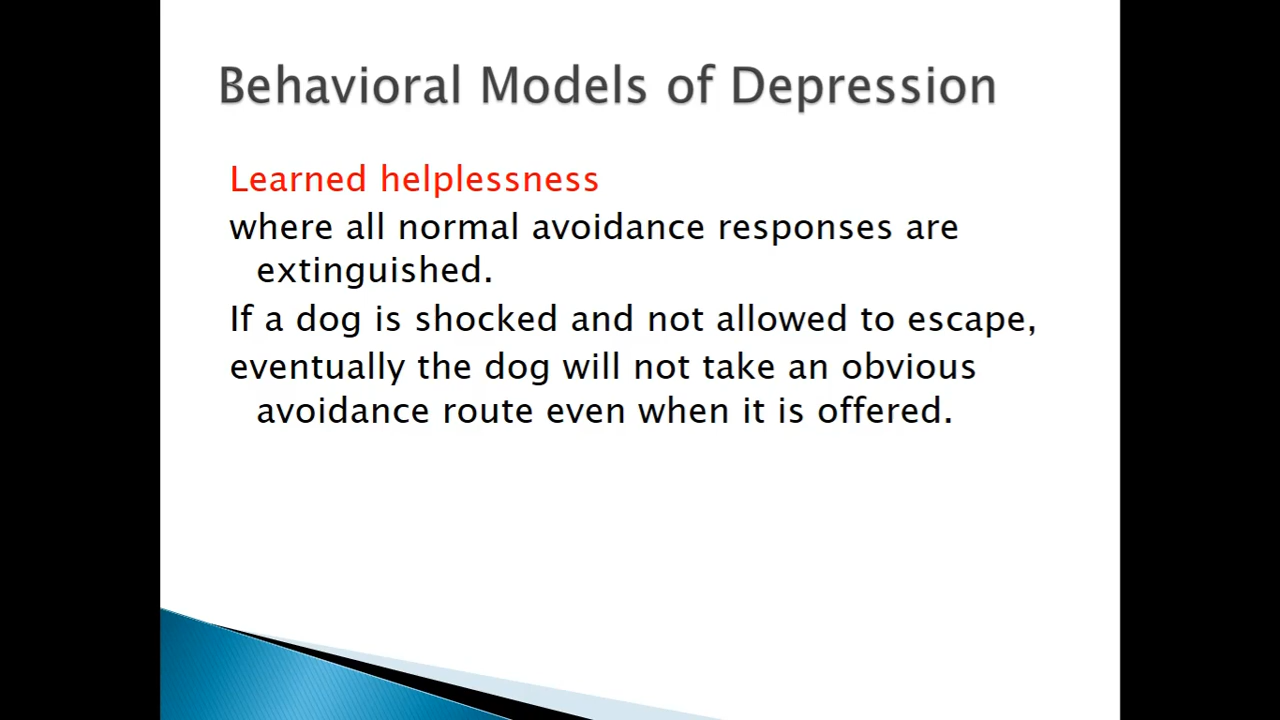 Behavioral Models of Depression
Learned helplessness
where all normal avoidance responses are
extinguished.
If a dog is shocked and not allowed to escape,
eventually the dog will not take an obvious
avoidance route even when it is offered.